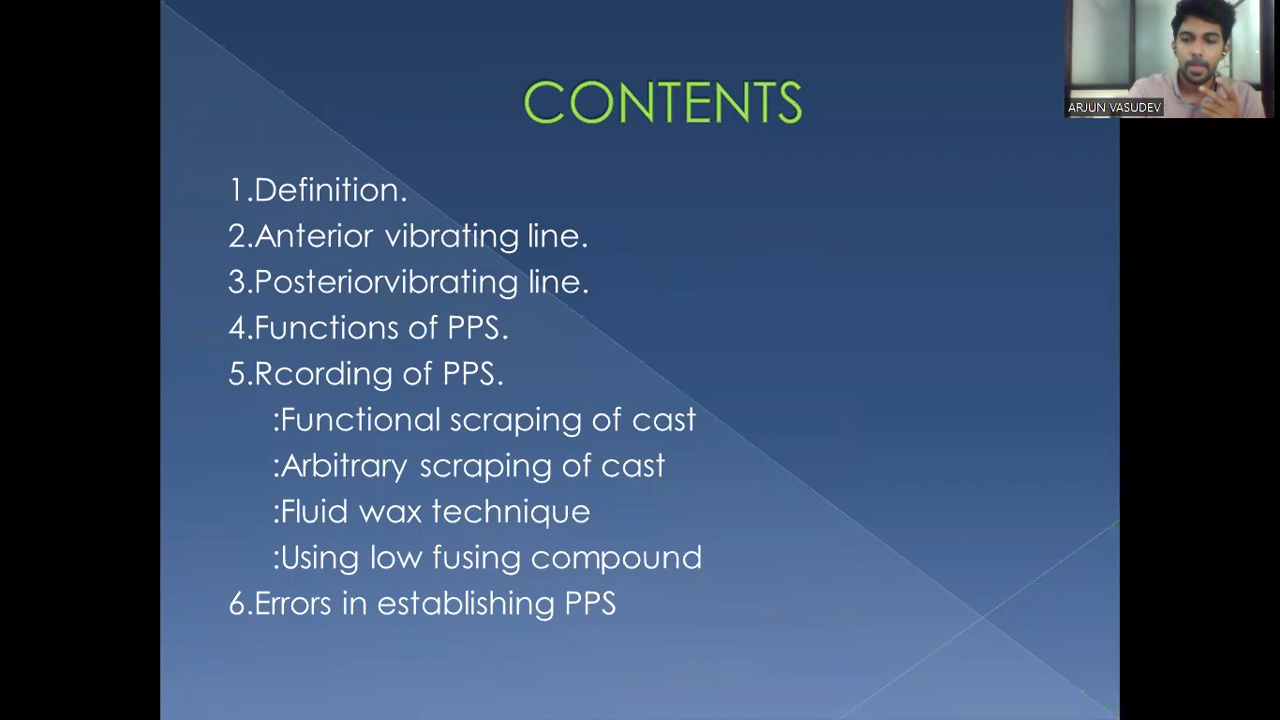 CONTENTS
ARJUN VASUDEV
1.Definition.
2.Anterior vibrating line.
3.Posteriorvibrating line.
4.Functions of PPS.
5.Rcording of PPS.
:Functional scraping of cast
:Arbitrary scraping of cast
:Fluid wax technique
:Using low fusing compound
6.Errors in establishing PPS